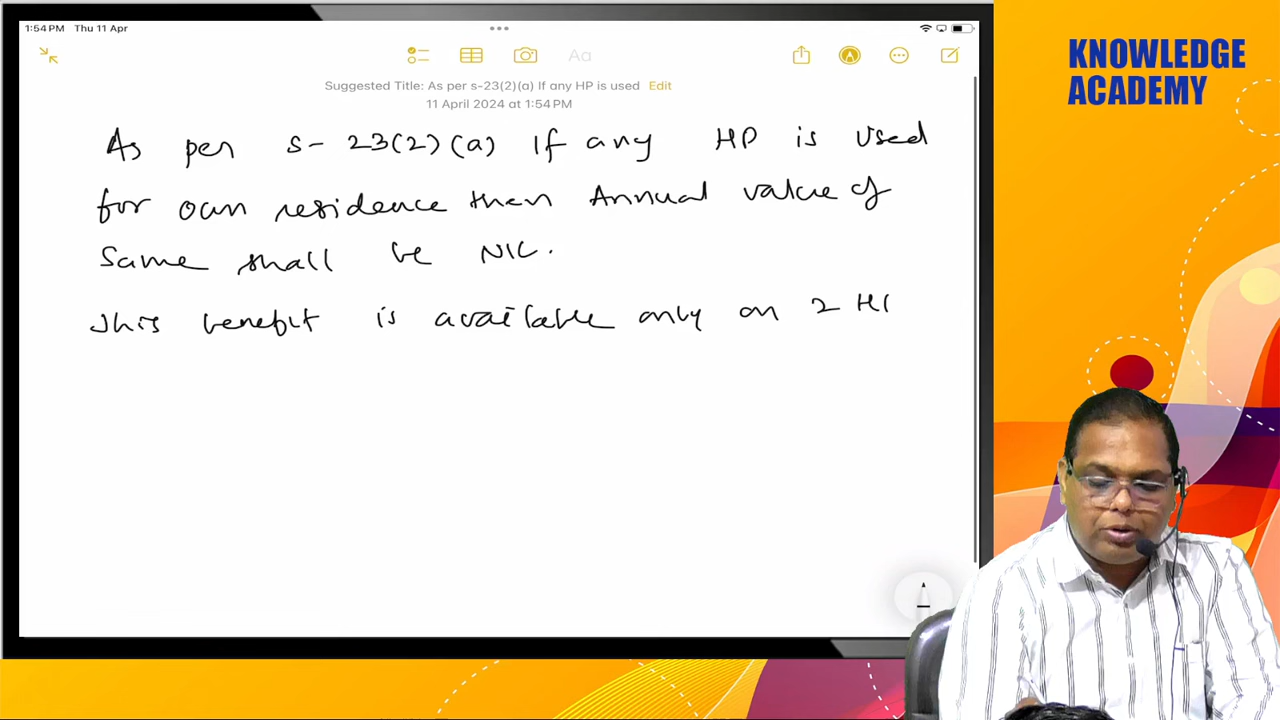 1:54 PM Thu 11 Apr
KNOWLEDGE
ACADEMY
Aa
Suggested Title: As per s-23(2)(a) If any HP is used Edit
11 April 2024 at 1:54 PM
As per s- 23(2)(a) If any HP is used
for own residence then Annual value of
same shall be NIL.
This benefit is available only on 2 H